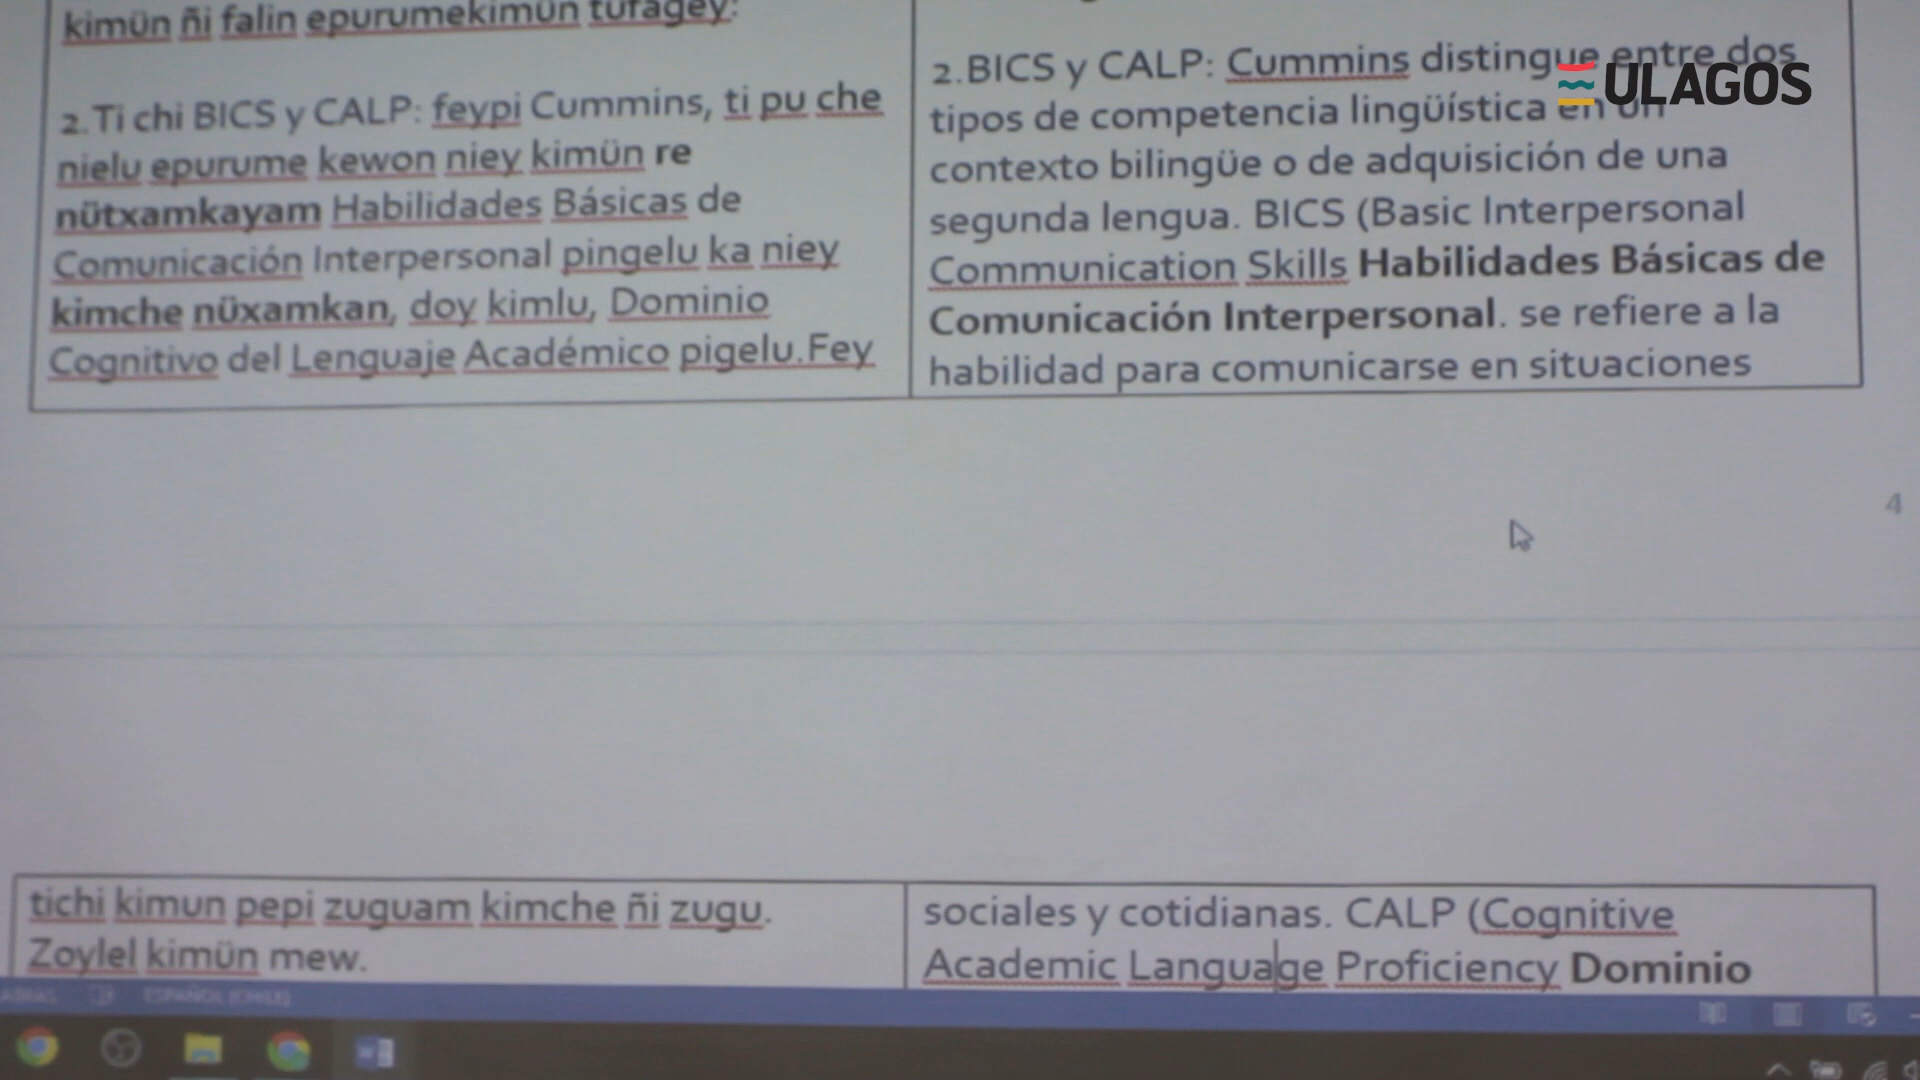 kimün ñi falin epurumekimün tufagey:
2.Ti chi BICS y CALP: feypi Cummins, ti pu che
nielu epurume kewon niey kimün re
nütxamkayam Habilidades Básicas de
Comunicación Interpersonal pingelu ka niey
kimche nüxamkan, doy kimlu, Dominio
Cognitivo del Lenguaje Académico pigelu.Fey
2.BICS y CALP: Cummins distingue entre dos
tipos de competencia lingüística en un
contexto bilingüe o de adquisición de una
segunda lengua. BICS (Basic Interpersonal
Communication Skills Habilidades Básicas de
Comunicación Interpersonal. se refiere a la
habilidad para comunicarse en situaciones
ULAGOS
4
tichi kimun pepi zuguam kimche ñi zugu.
Zoylel kimün mew.
sociales y cotidianas. CALP (Cognitive
Academic Language Proficiency Dominio
ESPAÑOL (CHILE)